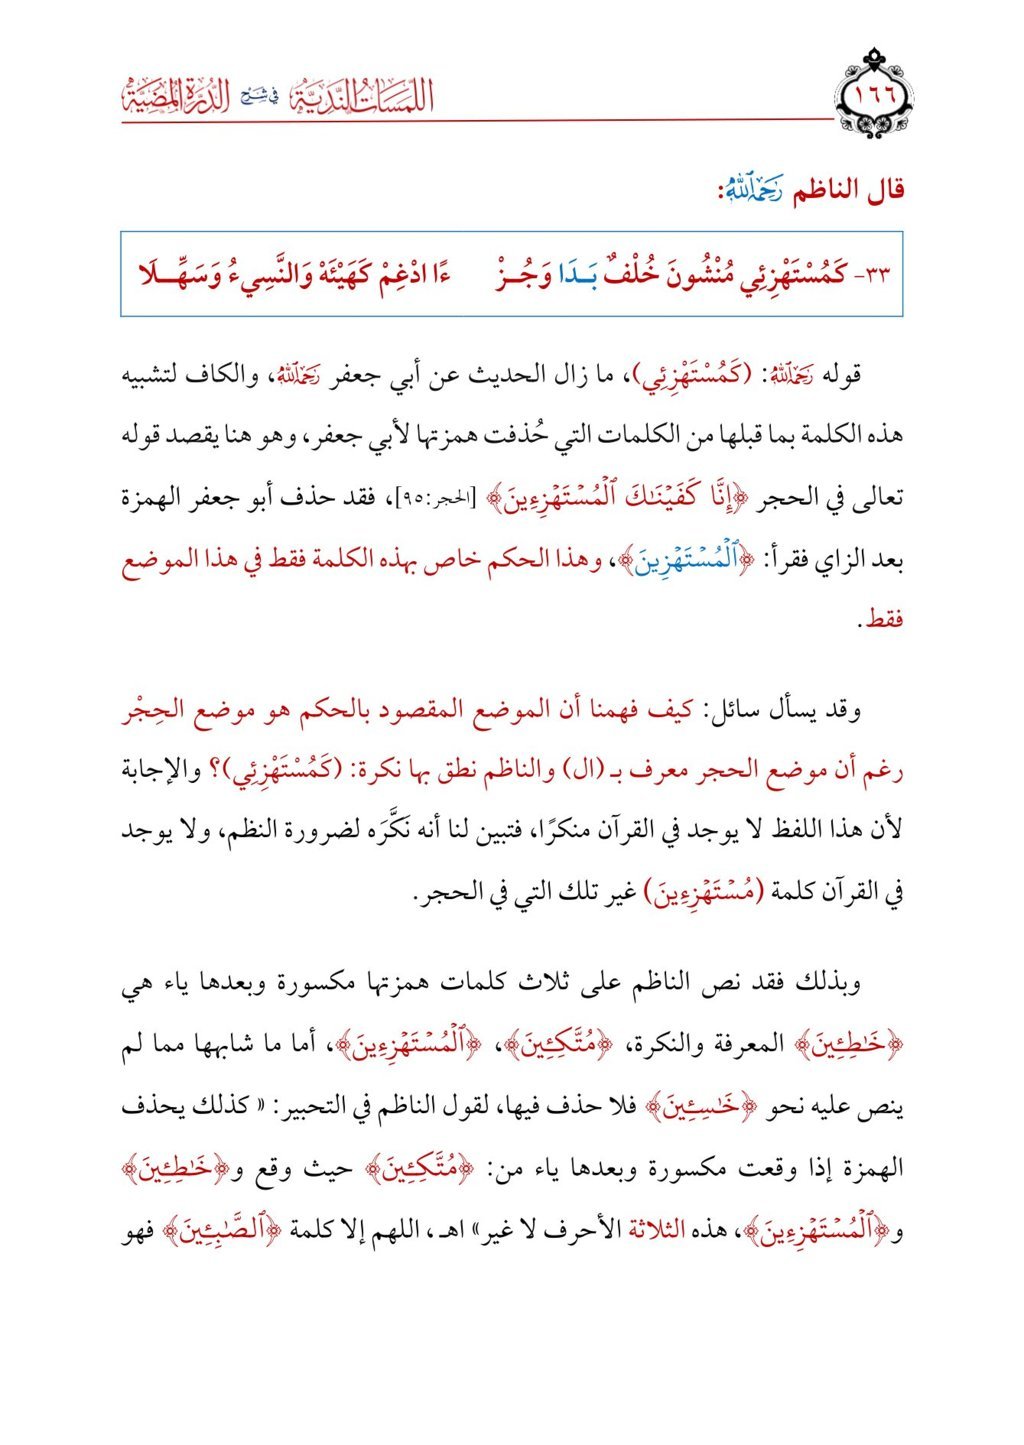 ١٦٦
اللمسات الندية في شرح الدرة المضية
قال الناظم رَحِمَهُ ٱللَّهُ:
٣٣- كَمُسْتَهْزِئِي مُنْشُونَ خُلْفٌ بَـدَا وَجُـزْ ءًا ادْغِمْ كَهَيْئَهْ وَالنَّسِيءُ وَسَهِّـلَا
قوله رَحِمَهُ ٱللَّهُ: (كَمُسْتَهْزِئِي)، ما زال الحديث عن أبي جعفر رَحِمَهُ ٱللَّهُ، والكاف لتشبيه
هذه الكلمة بما قبلها من الكلمات التي حُذفت همزتها لأبي جعفر، وهو هنا يقصد قوله
تعالى في الحجر ﴿إِنَّا كَفَيۡنَٰكَ ٱلۡمُسۡتَهۡزِءِينَ﴾ [الحجر:٩٥]، فقد حذف أبو جعفر الهمزة
بعد الزاي فقرأ: ﴿ٱلۡمُسۡتَهۡزِينَ﴾، وهذا الحكم خاص بهذه الكلمة فقط في هذا الموضع
فقط.
وقد يسأل سائل: كيف فهمنا أن الموضع المقصود بالحكم هو موضع الحِجْر
رغم أن موضع الحجر معرف بـ (ال) والناظم نطق بها نكرة: (كَمُسْتَهْزِئِي)؟ والإجابة
لأن هذا اللفظ لا يوجد في القرآن منكرًا، فتبين لنا أنه نَكَّرَه لضرورة النظم، ولا يوجد
في القرآن كلمة (مُسۡتَهۡزِءِينَ) غير تلك التي في الحجر.
وبذلك فقد نص الناظم على ثلاث كلمات همزتها مكسورة وبعدها ياء هي
﴿خَٰطِـِٔينَ﴾ المعرفة والنكرة، ﴿مُتَّكِـِٔينَ﴾، ﴿ٱلۡمُسۡتَهۡزِءِينَ﴾، أما ما شابهها مما لم
ينص عليه نحو ﴿خَٰسِـِٔينَ﴾ فلا حذف فيها، لقول الناظم في التحبير: « كذلك يحذف
الهمزة إذا وقعت مكسورة وبعدها ياء من: ﴿مُتَّكِـِٔينَ﴾ حيث وقع و﴿خَٰطِـِٔينَ﴾
و﴿ٱلۡمُسۡتَهۡزِءِينَ﴾، هذه الثلاثة الأحرف لا غير» اهـ، اللهم إلا كلمة ﴿ٱلصَّٰبِـِٔينَ﴾ فهو